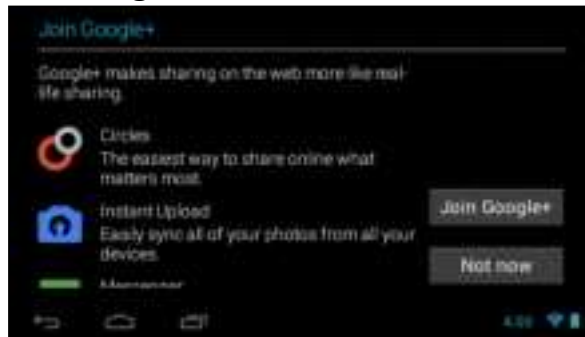 Join Google+
Google+ makes sharing on the web more like real-
life sharing.
Circles
The easiest way to share online what
matters most.
Instant Upload
Easily sync all of your photos from all your
devices.
Messenger
Join Google+
Not now